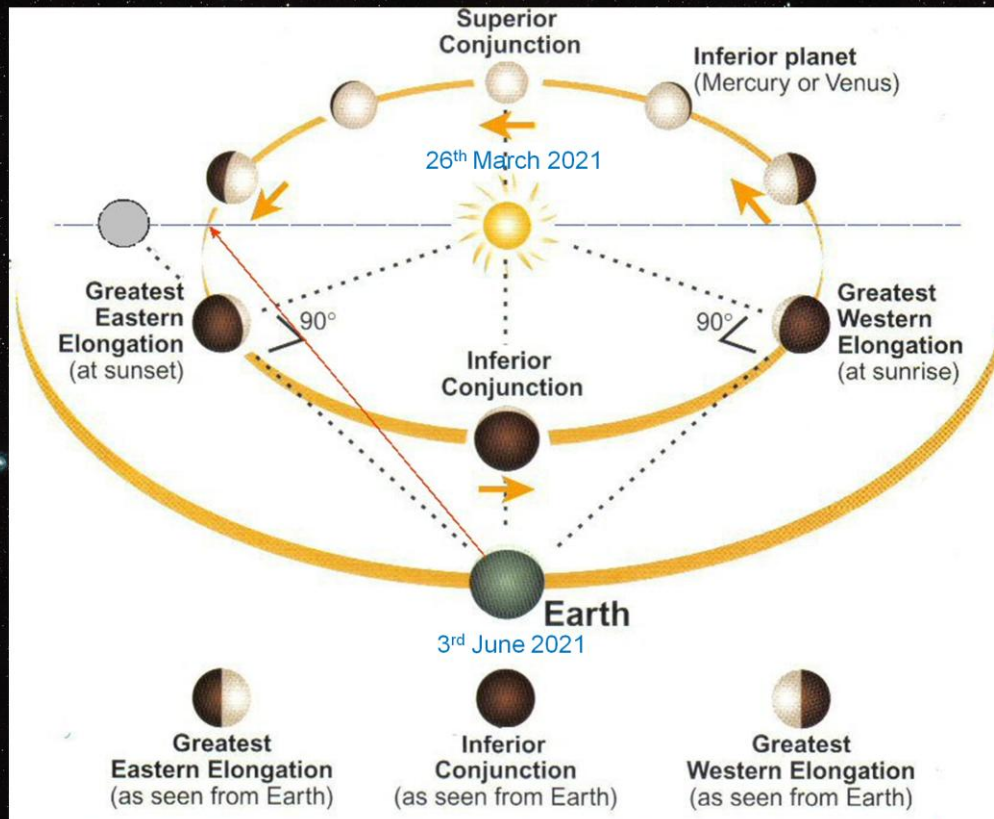 Superior
Conjunction
Inferior planet
(Mercury or Venus)
26th March 2021
Greatest
Eastern
Elongation
(at sunset)
90°
90°
Greatest
Western
Elongation
(at sunrise)
Inferior
Conjunction
Earth
3rd June 2021
Greatest
Eastern Elongation
(as seen from Earth)
Inferior
Conjunction
(as seen from Earth)
Greatest
Western Elongation
(as seen from Earth)